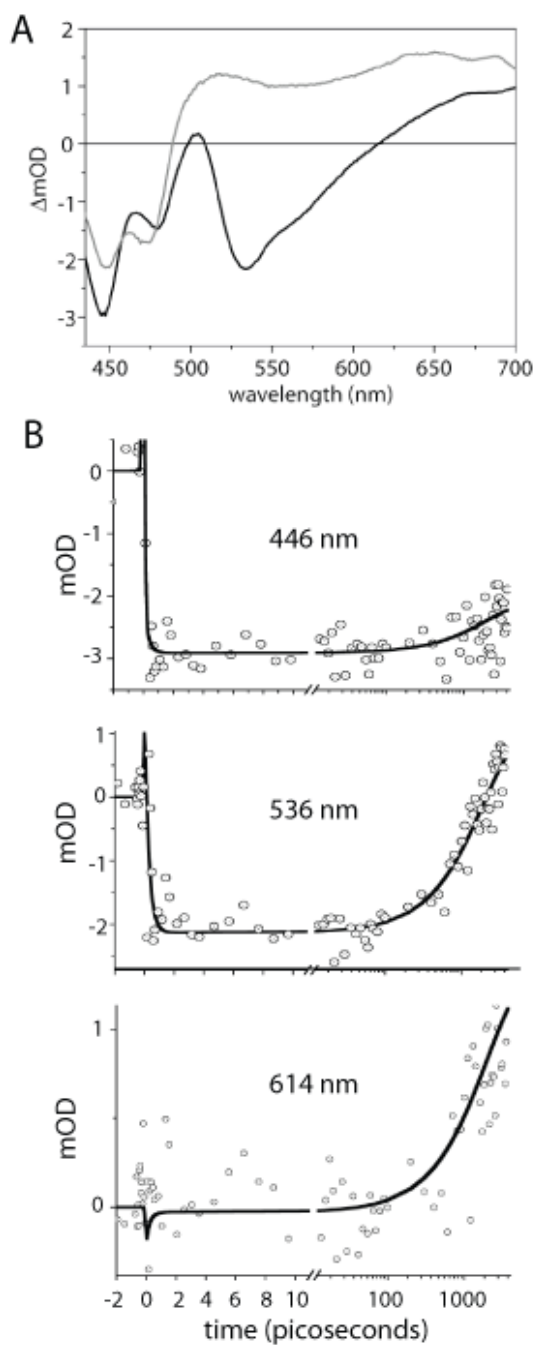 A
2
1
0
-1
-2
-3
ΔmOD
450 500 550 600 650 700
wavelength (nm)
B
0
-1
-2
-3
mOD
446 nm
1
0
-1
-2
mOD
536 nm
1
0
mOD
614 nm
-2 0 2 4 6 8 10 100 1000
time (picoseconds)